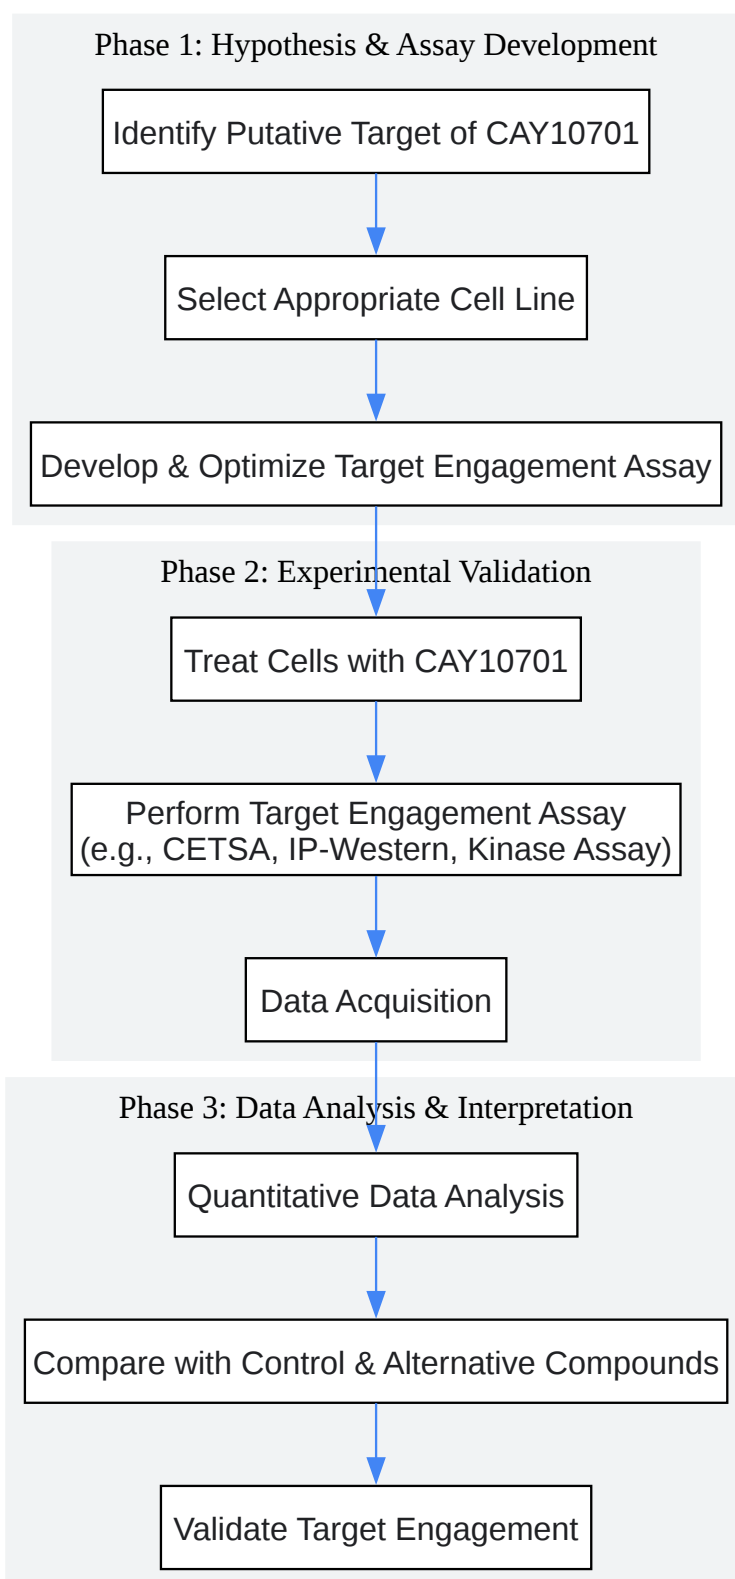 Phase 1: Hypothesis & Assay Development
Identify Putative Target of CAY10701
Select Appropriate Cell Line
Develop & Optimize Target Engagement Assay
Phase 2: Experimental Validation
Treat Cells with CAY10701
Perform Target Engagement Assay
(e.g., CETSA, IP-Western, Kinase Assay)
Data Acquisition
Phase 3: Data Analysis & Interpretation
Quantitative Data Analysis
Compare with Control & Alternative Compounds
Validate Target Engagement